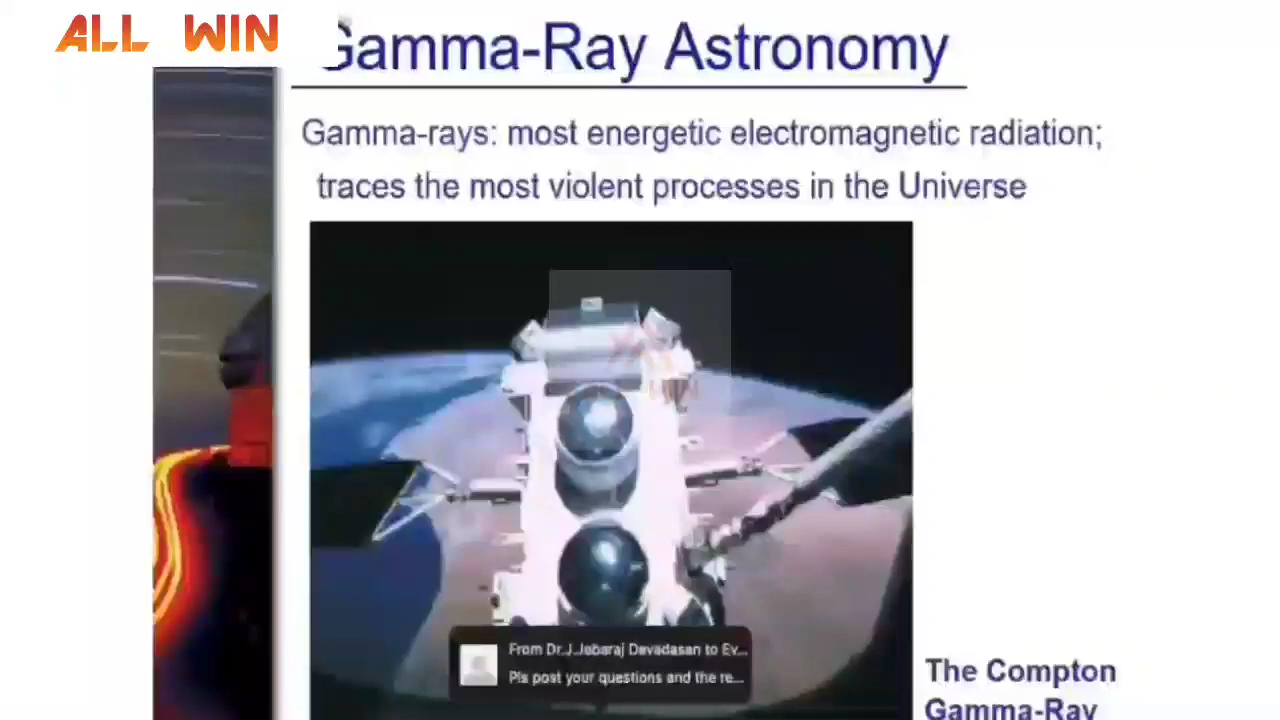 ALL WIN
Gamma-Ray Astronomy
Gamma-rays: most energetic electromagnetic radiation;
traces the most violent processes in the Universe
From Dr.J.Jebaraj Devadasan to Ev...
Pls post your questions and the re...
The Compton
Gamma-Ray